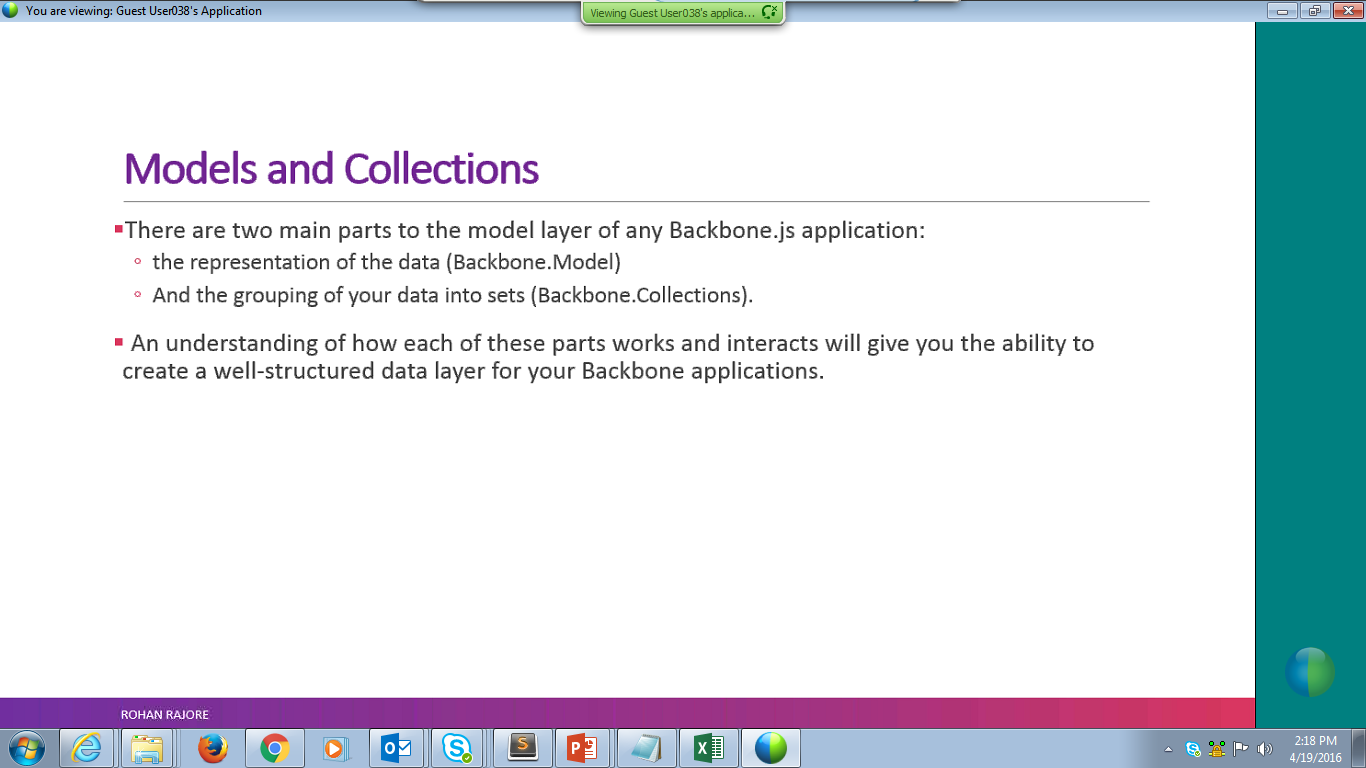 You are viewing: Guest User038's Application
Viewing Guest User038's applica...
Models and Collections
There are two main parts to the model layer of any Backbone.js application:
the representation of the data (Backbone.Model)
And the grouping of your data into sets (Backbone.Collections).
An understanding of how each of these parts works and interacts will give you the ability to
create a well-structured data layer for your Backbone applications.
ROHAN RAJORE
2:18 PM
4/19/2016